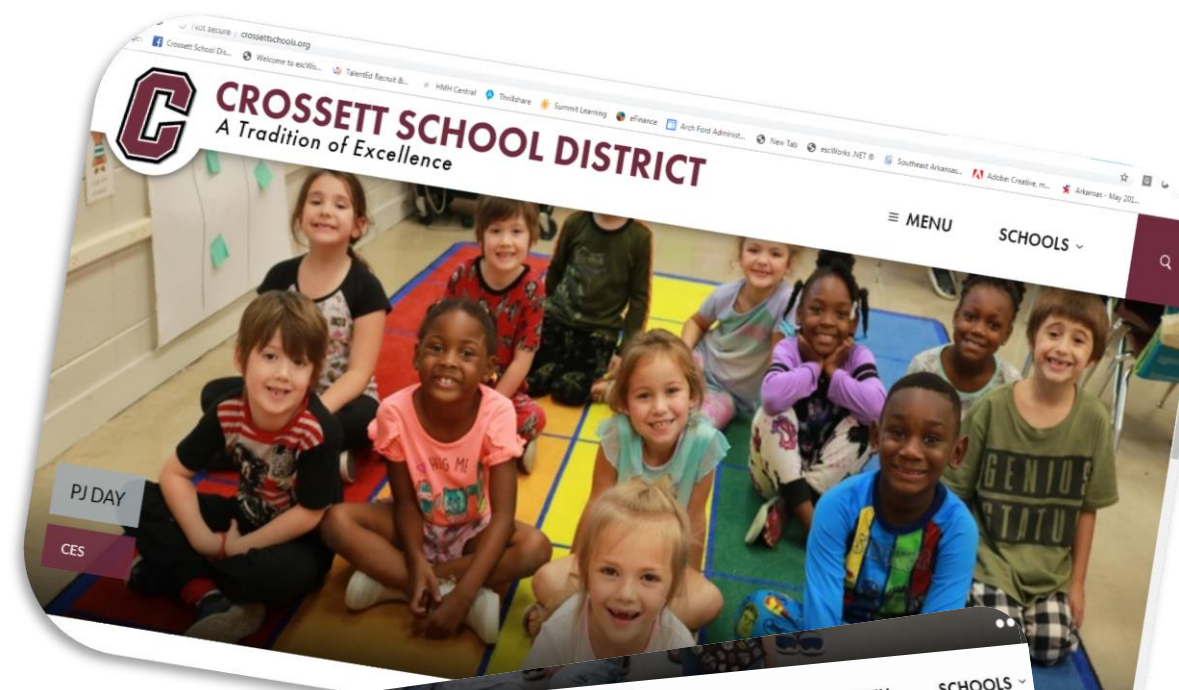 Not secure crossettschools.org
Crossett School Dis... Welcome to escWo... TalentEd Recruit &... HMH Central Thrillshare Summit Learning eFinance Arch Ford Administ... New Tab escWorks .NET ® Southeast Arkansas... Adobe: Creative, m... Arkansas - May 201...
C
CROSSETT SCHOOL DISTRICT
A Tradition of Excellence
≡ MENU SCHOOLS
HUG ME
GENIUS
STATUS
PJ DAY
CES
SCHOOLS